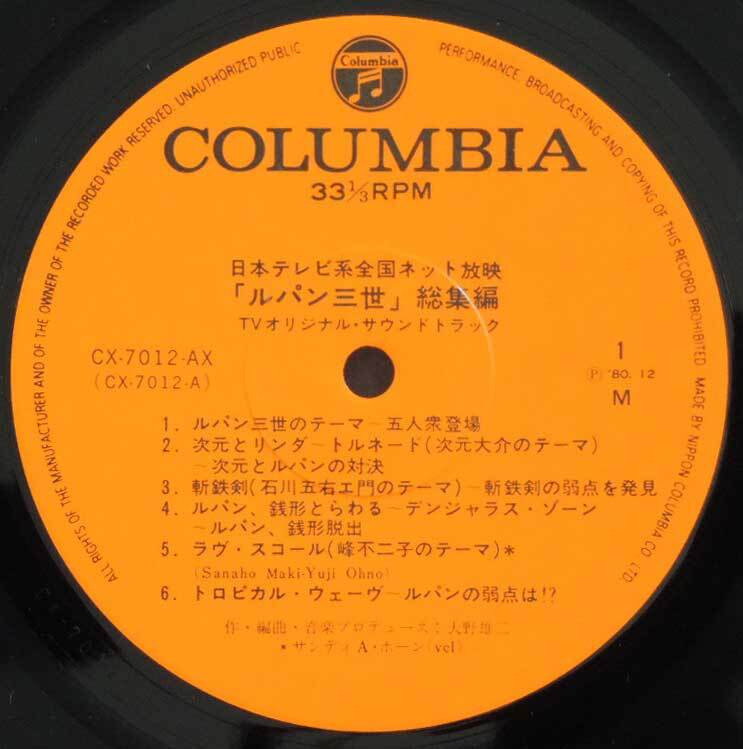 ALL RIGHTS OF THE MANUFACTURER AND OF THE OWNER OF THE RECORDED WORK RESERVED. UNAUTHORIZED PUBLIC PERFORMANCE. BROADCASTING AND COPYING OF THIS RECORD PROHIBITED MADE BY NIPPON COLUMBIA CO. LTD.
Columbia
COLUMBIA
33 1/3 RPM
日本テレビ系全国ネット放映
「ルパン三世」総集編
TVオリジナル・サウンドトラック
CX-7012-AX
(CX-7012-A)
1
Ⓟ '80. 12
M
1. ルパン三世のテーマ~五人衆登場
2. 次元とリンダ~トルネード(次元大介のテーマ)
~次元とルパンの対決
3. 斬鉄剣(石川五右エ門のテーマ)~斬鉄剣の弱点を発見
4. ルパン、銭形とらわる~デンジャラス・ゾーン
~ルパン、銭形脱出
5. ラヴ・スコール(峰不二子のテーマ)*
(Sanaho Maki-Yuji Ohno)
6. トロピカル・ウェーヴ~ルパンの弱点は!?
作・編曲・音楽プロデュース:大野雄二
*サンディA・ホーン(vcl)